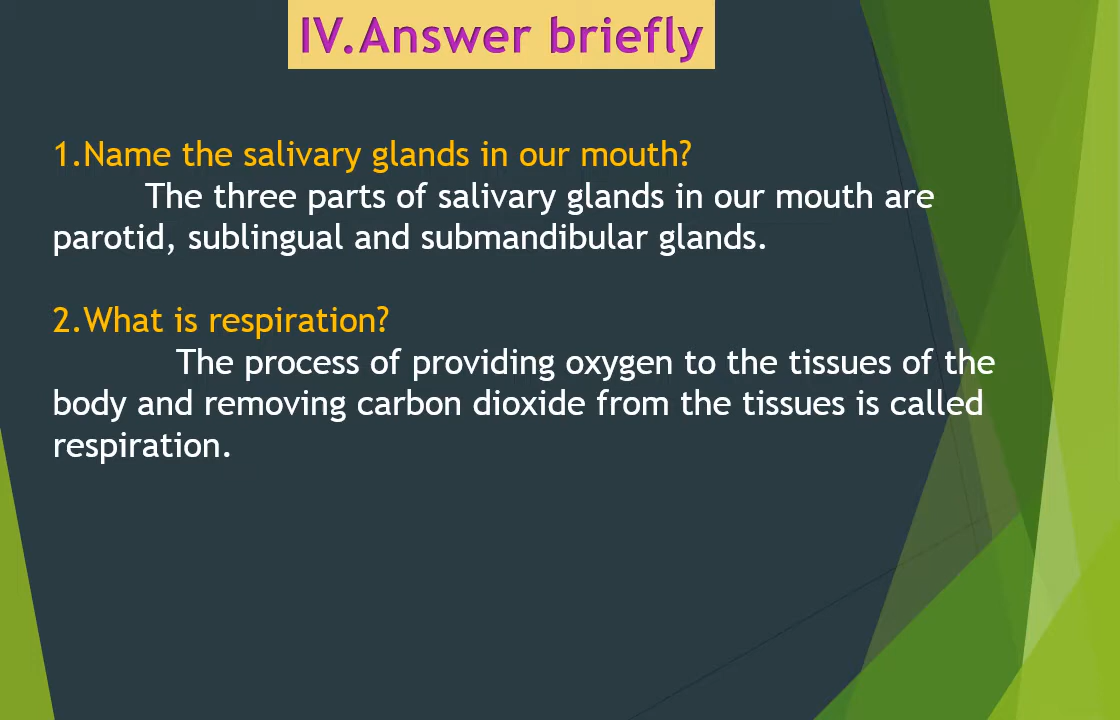 IV.Answer briefly
1.Name the salivary glands in our mouth?
The three parts of salivary glands in our mouth are
parotid, sublingual and submandibular glands.
2.What is respiration?
The process of providing oxygen to the tissues of the
body and removing carbon dioxide from the tissues is called
respiration.